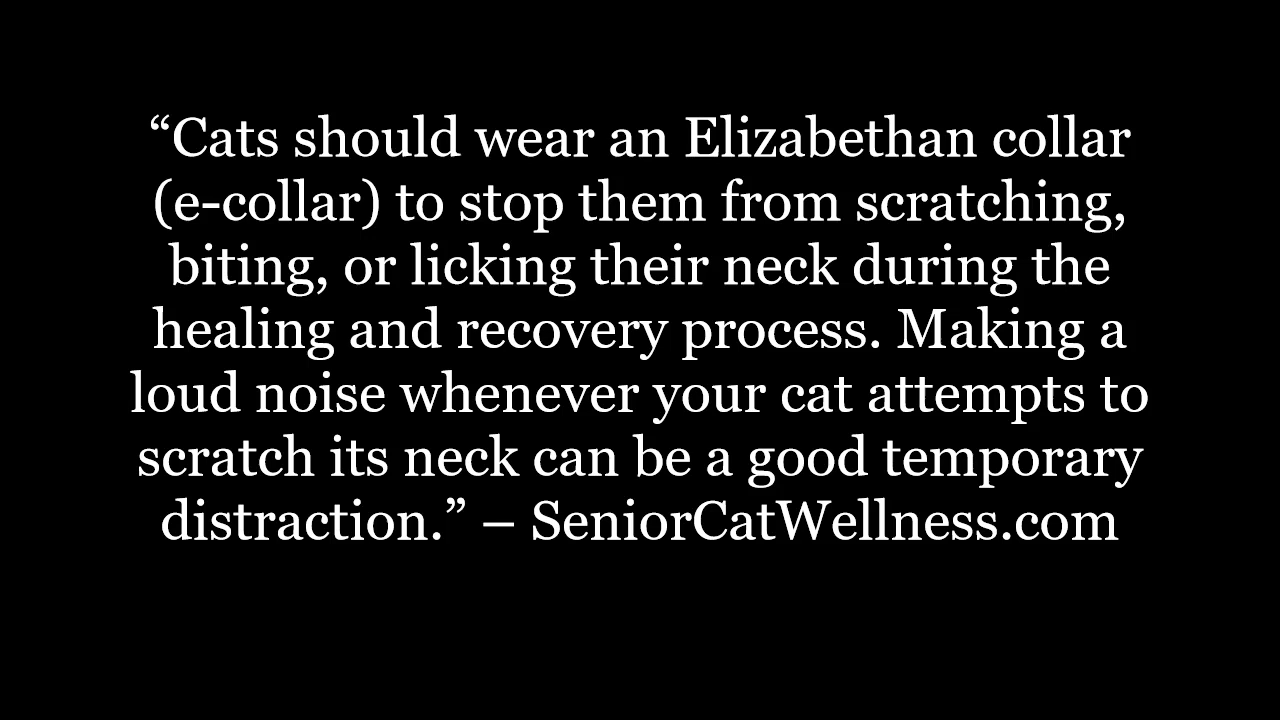 “Cats should wear an Elizabethan collar
(e-collar) to stop them from scratching,
biting, or licking their neck during the
healing and recovery process. Making a
loud noise whenever your cat attempts to
scratch its neck can be a good temporary
distraction.” – SeniorCatWellness.com